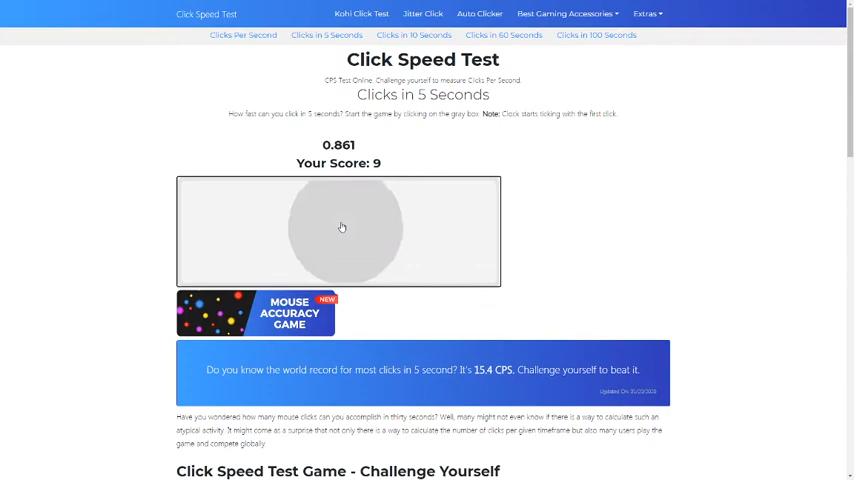 Click Speed Test
Kohi Click Test
Jitter Click
Auto Clicker
Best Gaming Accessories
Extras
Clicks Per Second
Clicks in 5 Seconds
Clicks in 10 Seconds
Clicks in 60 Seconds
Clicks in 100 Seconds
Click Speed Test
CPS Test Online, Challenge yourself to measure Clicks Per Second.
Clicks in 5 Seconds
How fast can you click in 5 seconds? Start the game by clicking on the gray box. Note: Clock starts ticking with the first click.
0.861
Your Score: 9
NEW
MOUSE
ACCURACY
GAME
Do you know the world record for most clicks in 5 second? It's 15.4 CPS. Challenge yourself to beat it.
Updated On:
Have you wondered how many mouse clicks can you accomplish in thirty seconds? Well, many might not even know if there is a way to calculate such an
atypical activity. It might come as a surprise that not only there is a way to calculate the number of clicks per given timeframe but also many users play the
game and compete globally
Click Speed Test Game - Challenge Yourself